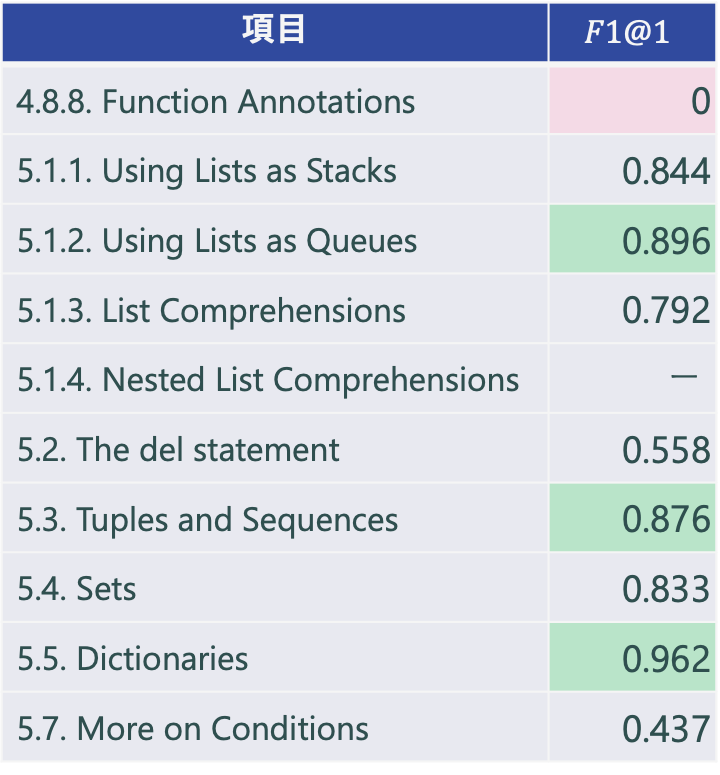 項目 F1@1
4.8.8. Function Annotations 0
5.1.1. Using Lists as Stacks 0.844
5.1.2. Using Lists as Queues 0.896
5.1.3. List Comprehensions 0.792
5.1.4. Nested List Comprehensions —
5.2. The del statement 0.558
5.3. Tuples and Sequences 0.876
5.4. Sets 0.833
5.5. Dictionaries 0.962
5.7. More on Conditions 0.437